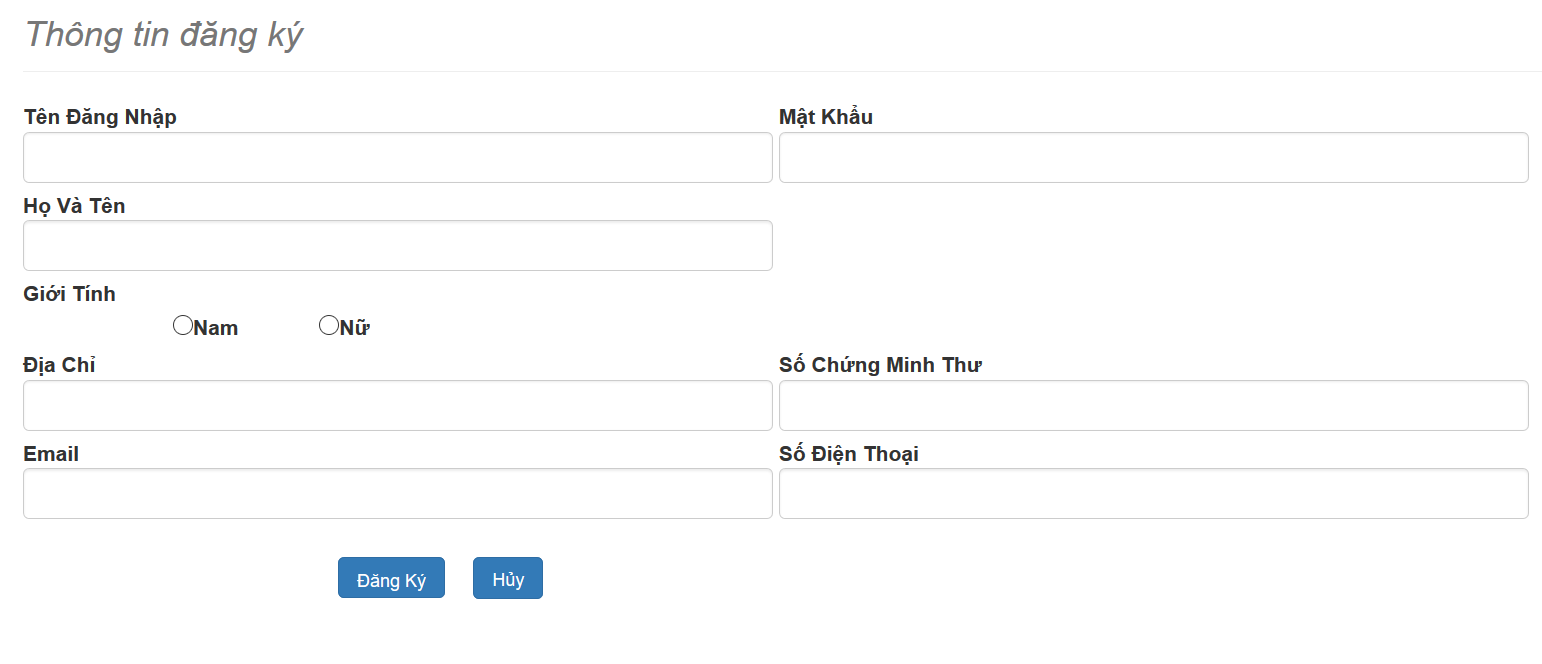 Thông tin đăng ký
Tên Đăng Nhập Mật Khẩu
Họ Và Tên
Giới Tính
Nam Nữ
Địa Chỉ Số Chứng Minh Thư
Email Số Điện Thoại
Đăng Ký Hủy